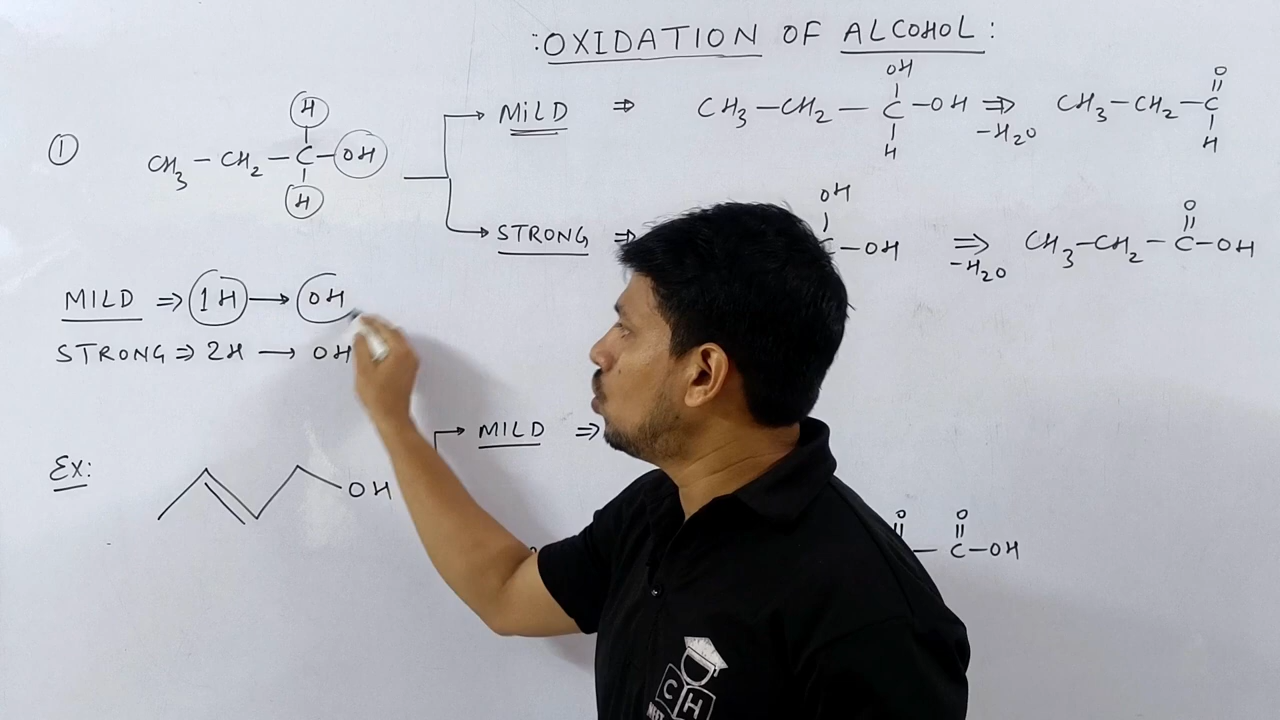 :OXIDATION OF ALCOHOL:
①
CH₃ – CH₂ – C – OH
H
H
MILD ⇒ CH₃ – CH₂ – C – OH ⇒ CH₃ – CH₂ – C
OH
H
-H₂O
O
H
STRONG ⇒ C – OH ⇒ CH₃ – CH₂ – C – OH
OH
-H₂O
O
MILD ⇒ 1H → OH
STRONG ⇒ 2H → OH
EX:
OH
MILD ⇒
O
O
C – OH
C H